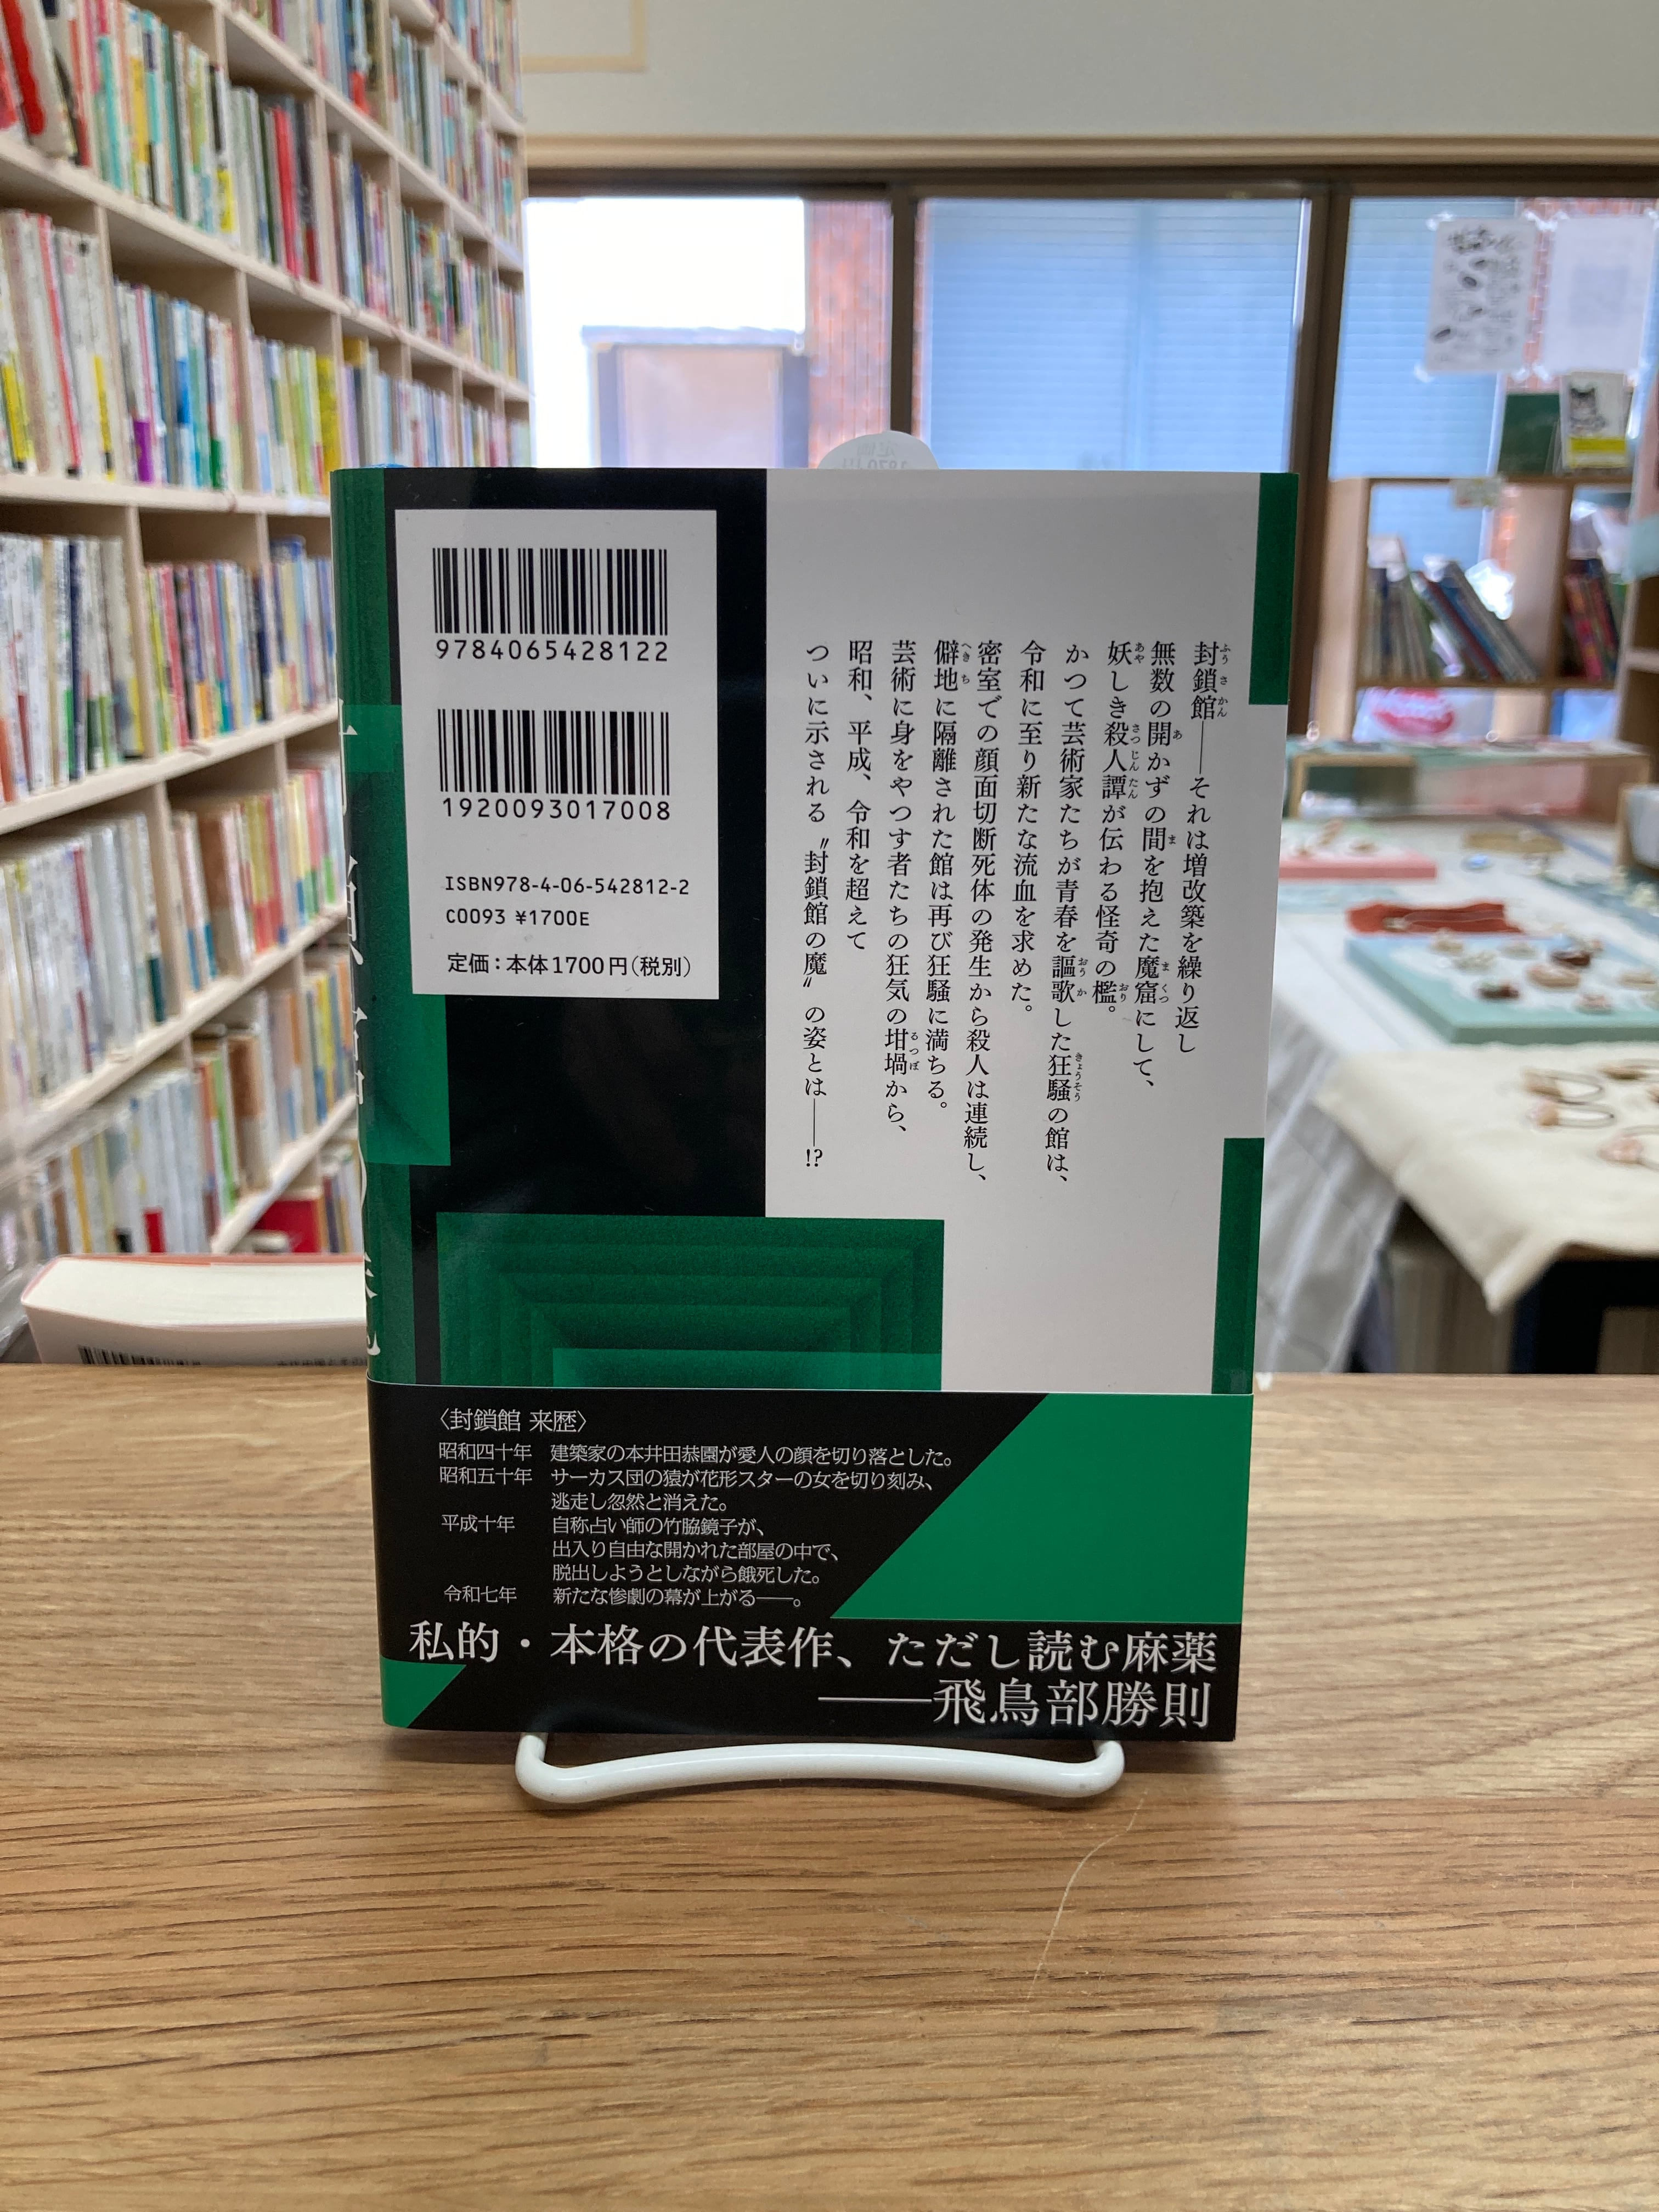 封鎖館――それは増改築を繰り返し
無数の開かずの間を抱えた魔窟にして、
妖しき殺人譚が伝わる怪奇の檻。
かつて芸術家たちが青春を謳歌した狂騒の館は、
令和に至り新たな流血を求めた。
密室での顔面切断死体の発生から殺人は連続し、
僻地に隔離された館は再び狂騒に満ちる。
芸術に身をやつす者たちの狂気の坩堝から、
昭和、平成、令和を超えて
ついに示される〝封鎖館の魔〟の姿とは――!?
9784065428122
1920093017008
ISBN978-4-06-542812-2
C0093 ¥1700E
定価:本体1700円(税別)
〈封鎖館 来歴〉
昭和四十年 建築家の本井田恭園が愛人の顔を切り落とした。
昭和五十年 サーカス団の猿が花形スターの女を切り刻み、
逃走し忽然と消えた。
平成十年 自称占い師の竹脇鏡子が、
出入り自由な開かれた部屋の中で、
脱出しようとしながら餓死した。
令和七年 新たな惨劇の幕が上がる――。
私的・本格の代表作、ただし読む麻薬
――飛鳥部勝則